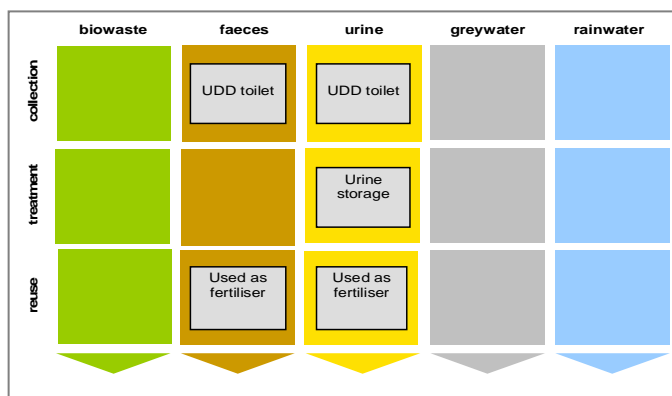 biowaste faeces urine greywater rainwater
collection
UDD toilet UDD toilet
treatment
Urine
storage
reuse
Used as Used as
fertiliser fertiliser